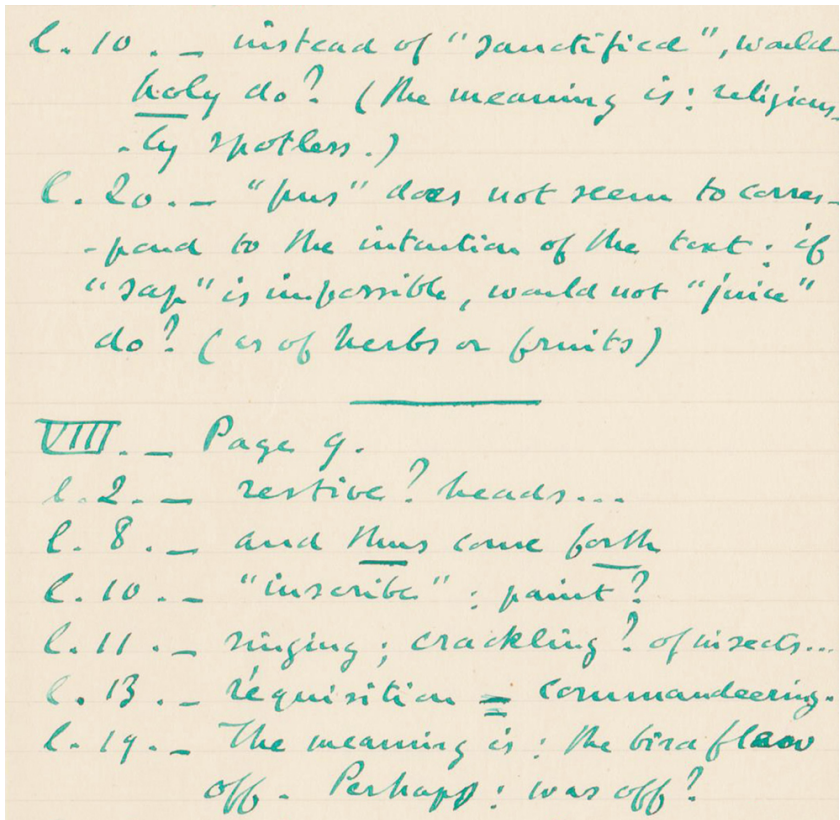 l. 10. _ instead of "sanctified", would
holy do? (the meaning is: religious-
-ly spotless.)
l. 20. _ "pus" does not seem to corres-
-pond to the intention of the text: if
"sap" is impossible, would not "juice"
do? (as of herbs or fruits)
VIII. _ Page 9.
l. 2. _ restive? heads...
l. 8. _ and thus come forth
l. 10. _ "inscribe": paint?
l. 11. _ singing; crackling? of insects...
l. 13. _ réquisition = commandeering.
l. 19. _ The meaning is: the bird flew
off. Perhaps: was off?